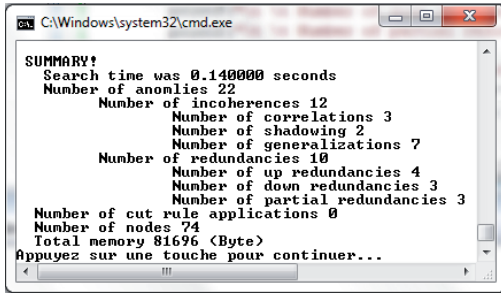 C:\Windows\system32\cmd.exe
SUMMARY!
Search time was 0.140000 seconds
Number of anomlies 22
Number of incoherences 12
Number of correlations 3
Number of shadowing 2
Number of generalizations 7
Number of redundancies 10
Number of up redundancies 4
Number of down redundancies 3
Number of partial redundancies 3
Number of cut rule applications 0
Number of nodes 74
Total memory 81696 (Byte)
Appuyez sur une touche pour continuer...